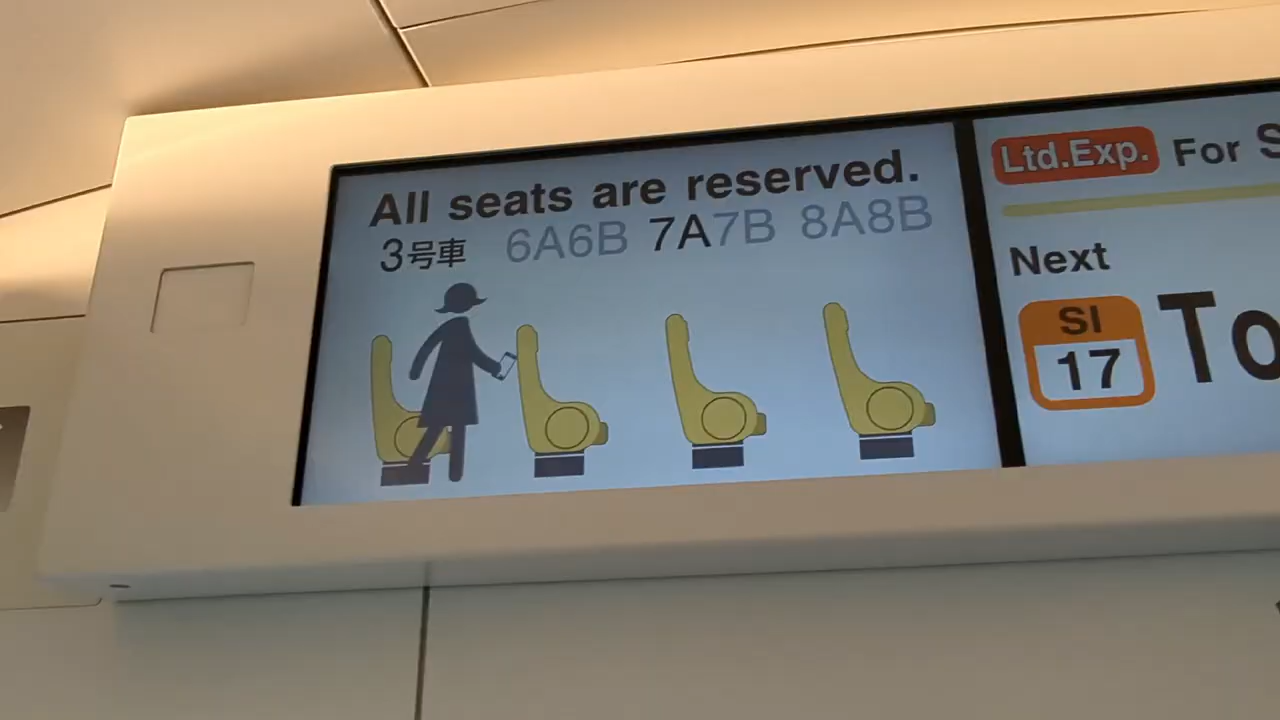 All seats are reserved.
3号車 6A6B 7A7B 8A8B
Ltd.Exp. For
Next
SI
17